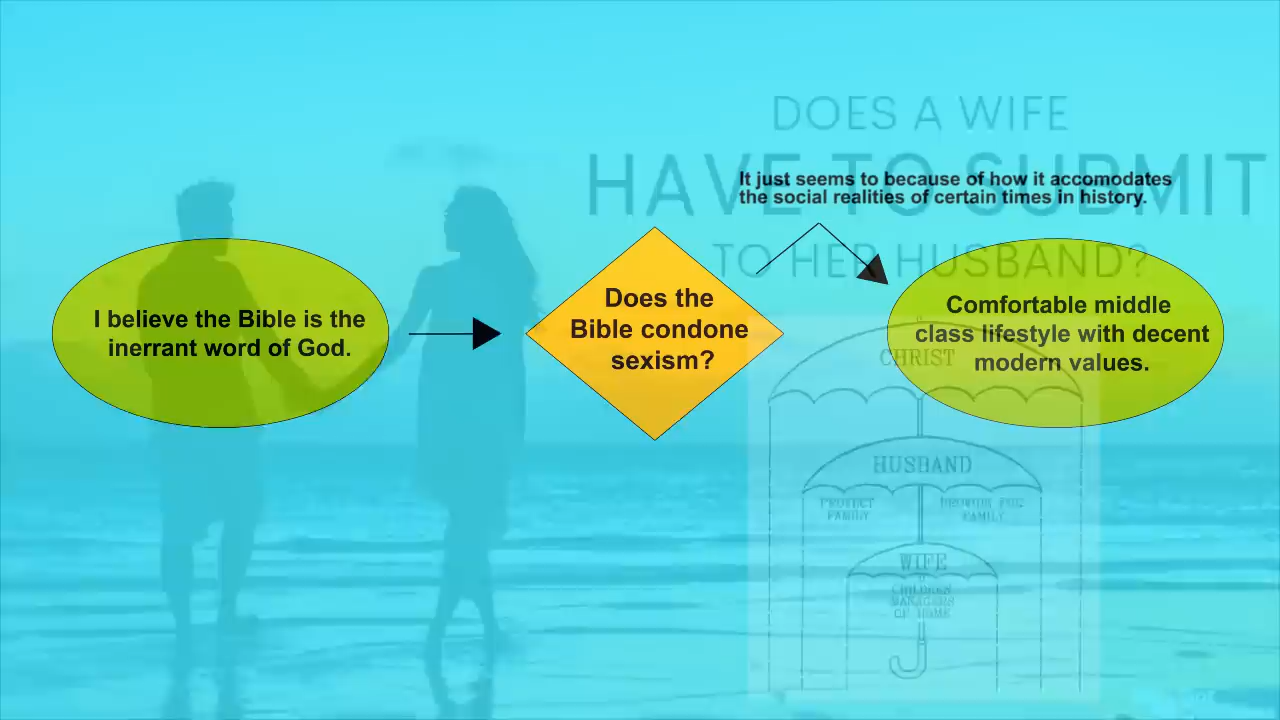 DOES A WIFE
HAVE TO SUBMIT
TO HER HUSBAND?
It just seems to because of how it accomodates
the social realities of certain times in history.
I believe the Bible is the
inerrant word of God.
Does the
Bible condone
sexism?
Comfortable middle
class lifestyle with decent
modern values.
CHRIST
HUSBAND
PROTECT
FAMILY
PROVIDE FOR
FAMILY
WIFE
CHILDREN
MANAGERS
OF HOME